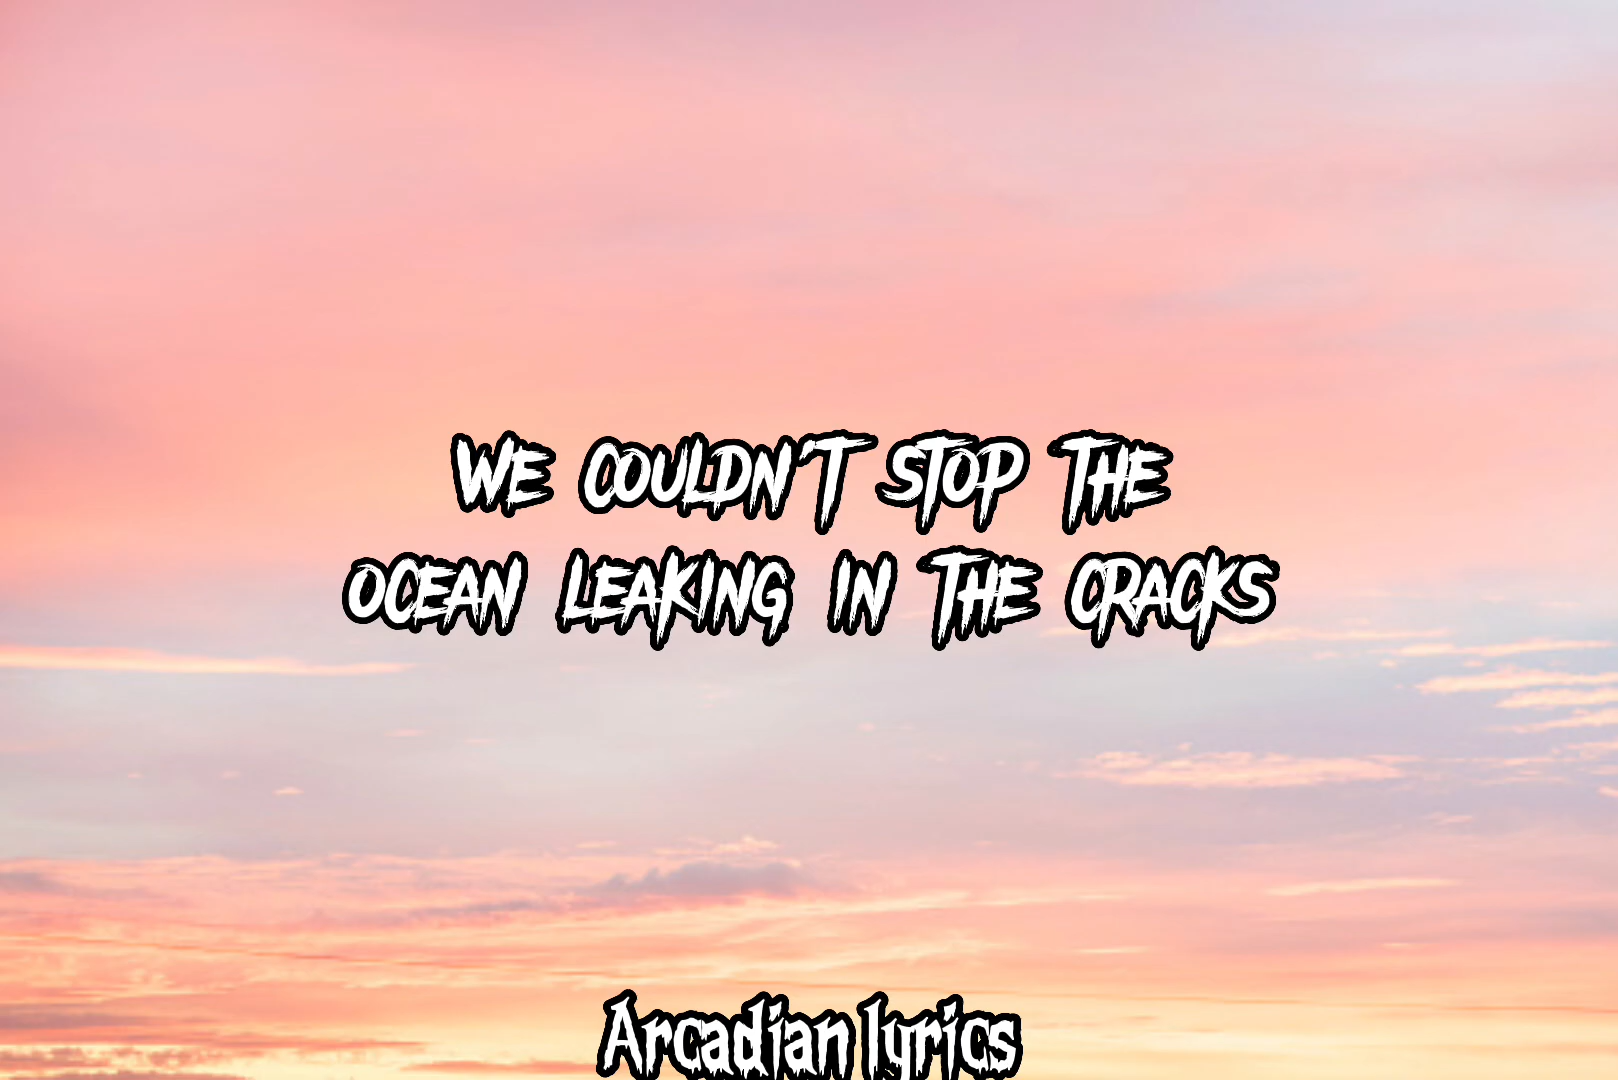 WE COULDN'T STOP THE
OCEAN LEAKING IN THE CRACKS
Arcadian lyrics